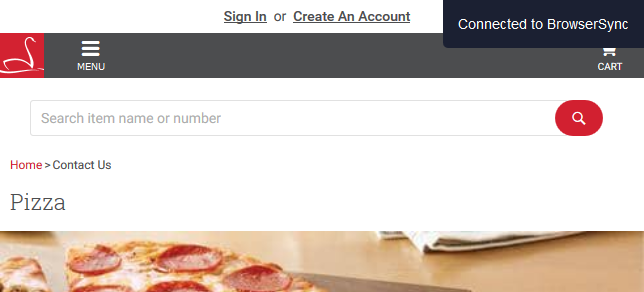 Sign In or Create An Account
Connected to BrowserSync
MENU
CART
Search item name or number
Home > Contact Us
Pizza